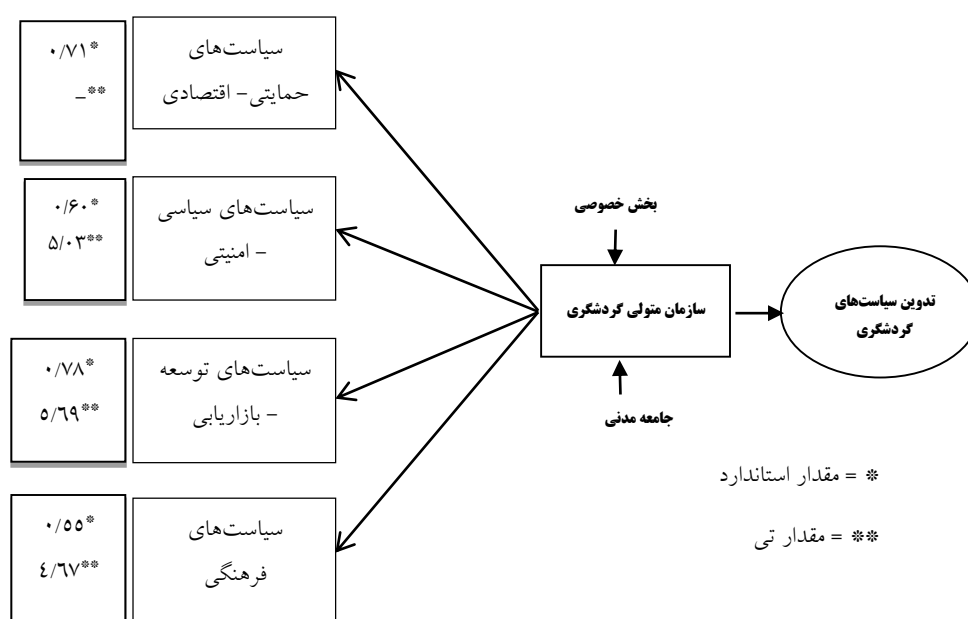 سیاست‌های
حمایتی- اقتصادی
۰/۷۱*
_**
سیاست‌های سیاسی
- امنیتی
۰/۶۰*
۵/۰۳**
سیاست‌های توسعه
- بازاریابی
۰/۷۸*
۵/۶۹**
سیاست‌های
فرهنگی
۰/۵۵*
۴/۶۷**
بخش خصوصی
سازمان متولی گردشگری
جامعه مدنی
تدوین سیاست‌های
گردشگری
* = مقدار استاندارد
** = مقدار تی